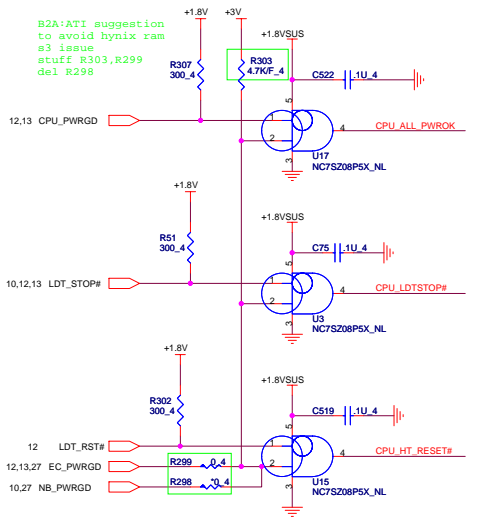 B2A:ATI suggestion
to avoid hynix ram
s3 issue
stuff R303,R299
del R298
+1.8V
+3V
+1.8VSUS
R307
300_4
R303
4.7K/F_4
C522
.1U_4
5
12,13 CPU_PWRGD
1
2
4
CPU_ALL_PWROK
3
U17
NC7SZ08P5X_NL
+1.8V
+1.8VSUS
R51
300_4
C75
.1U_4
5
10,12,13 LDT_STOP#
1
2
4
CPU_LDTSTOP#
3
U3
NC7SZ08P5X_NL
+1.8V
+1.8VSUS
R302
300_4
C519
.1U_4
5
12 LDT_RST#
1
4
CPU_HT_RESET#
12,13,27 EC_PWRGD
R299
0_4
2
10,27 NB_PWRGD
R298
*0_4
3
U15
NC7SZ08P5X_NL